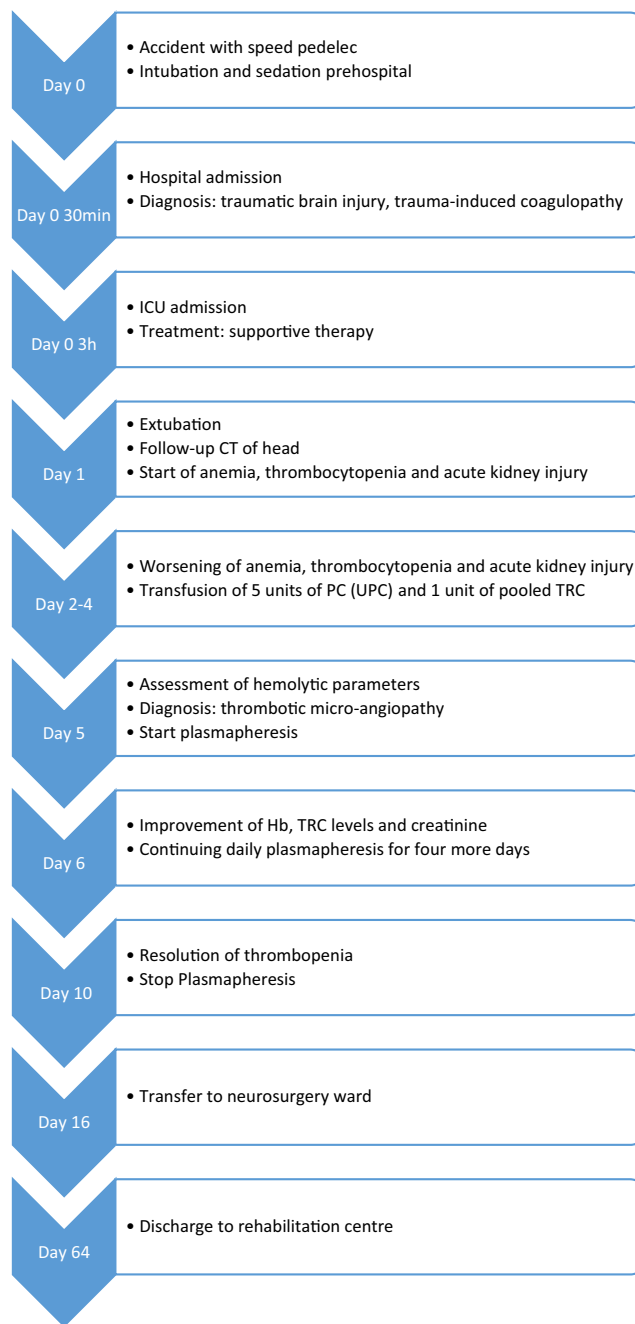 Day 0
• Accident with speed pedelec
• Intubation and sedation prehospital
Day 0 30min
• Hospital admission
• Diagnosis: traumatic brain injury, trauma-induced coagulopathy
Day 0 3h
• ICU admission
• Treatment: supportive therapy
Day 1
• Extubation
• Follow-up CT of head
• Start of anemia, thrombocytopenia and acute kidney injury
Day 2-4
• Worsening of anemia, thrombocytopenia and acute kidney injury
• Transfusion of 5 units of PC (UPC) and 1 unit of pooled TRC
Day 5
• Assessment of hemolytic parameters
• Diagnosis: thrombotic micro-angiopathy
• Start plasmapheresis
Day 6
• Improvement of Hb, TRC levels and creatinine
• Continuing daily plasmapheresis for four more days
Day 10
• Resolution of thrombopenia
• Stop Plasmapheresis
Day 16
• Transfer to neurosurgery ward
Day 64
• Discharge to rehabilitation centre